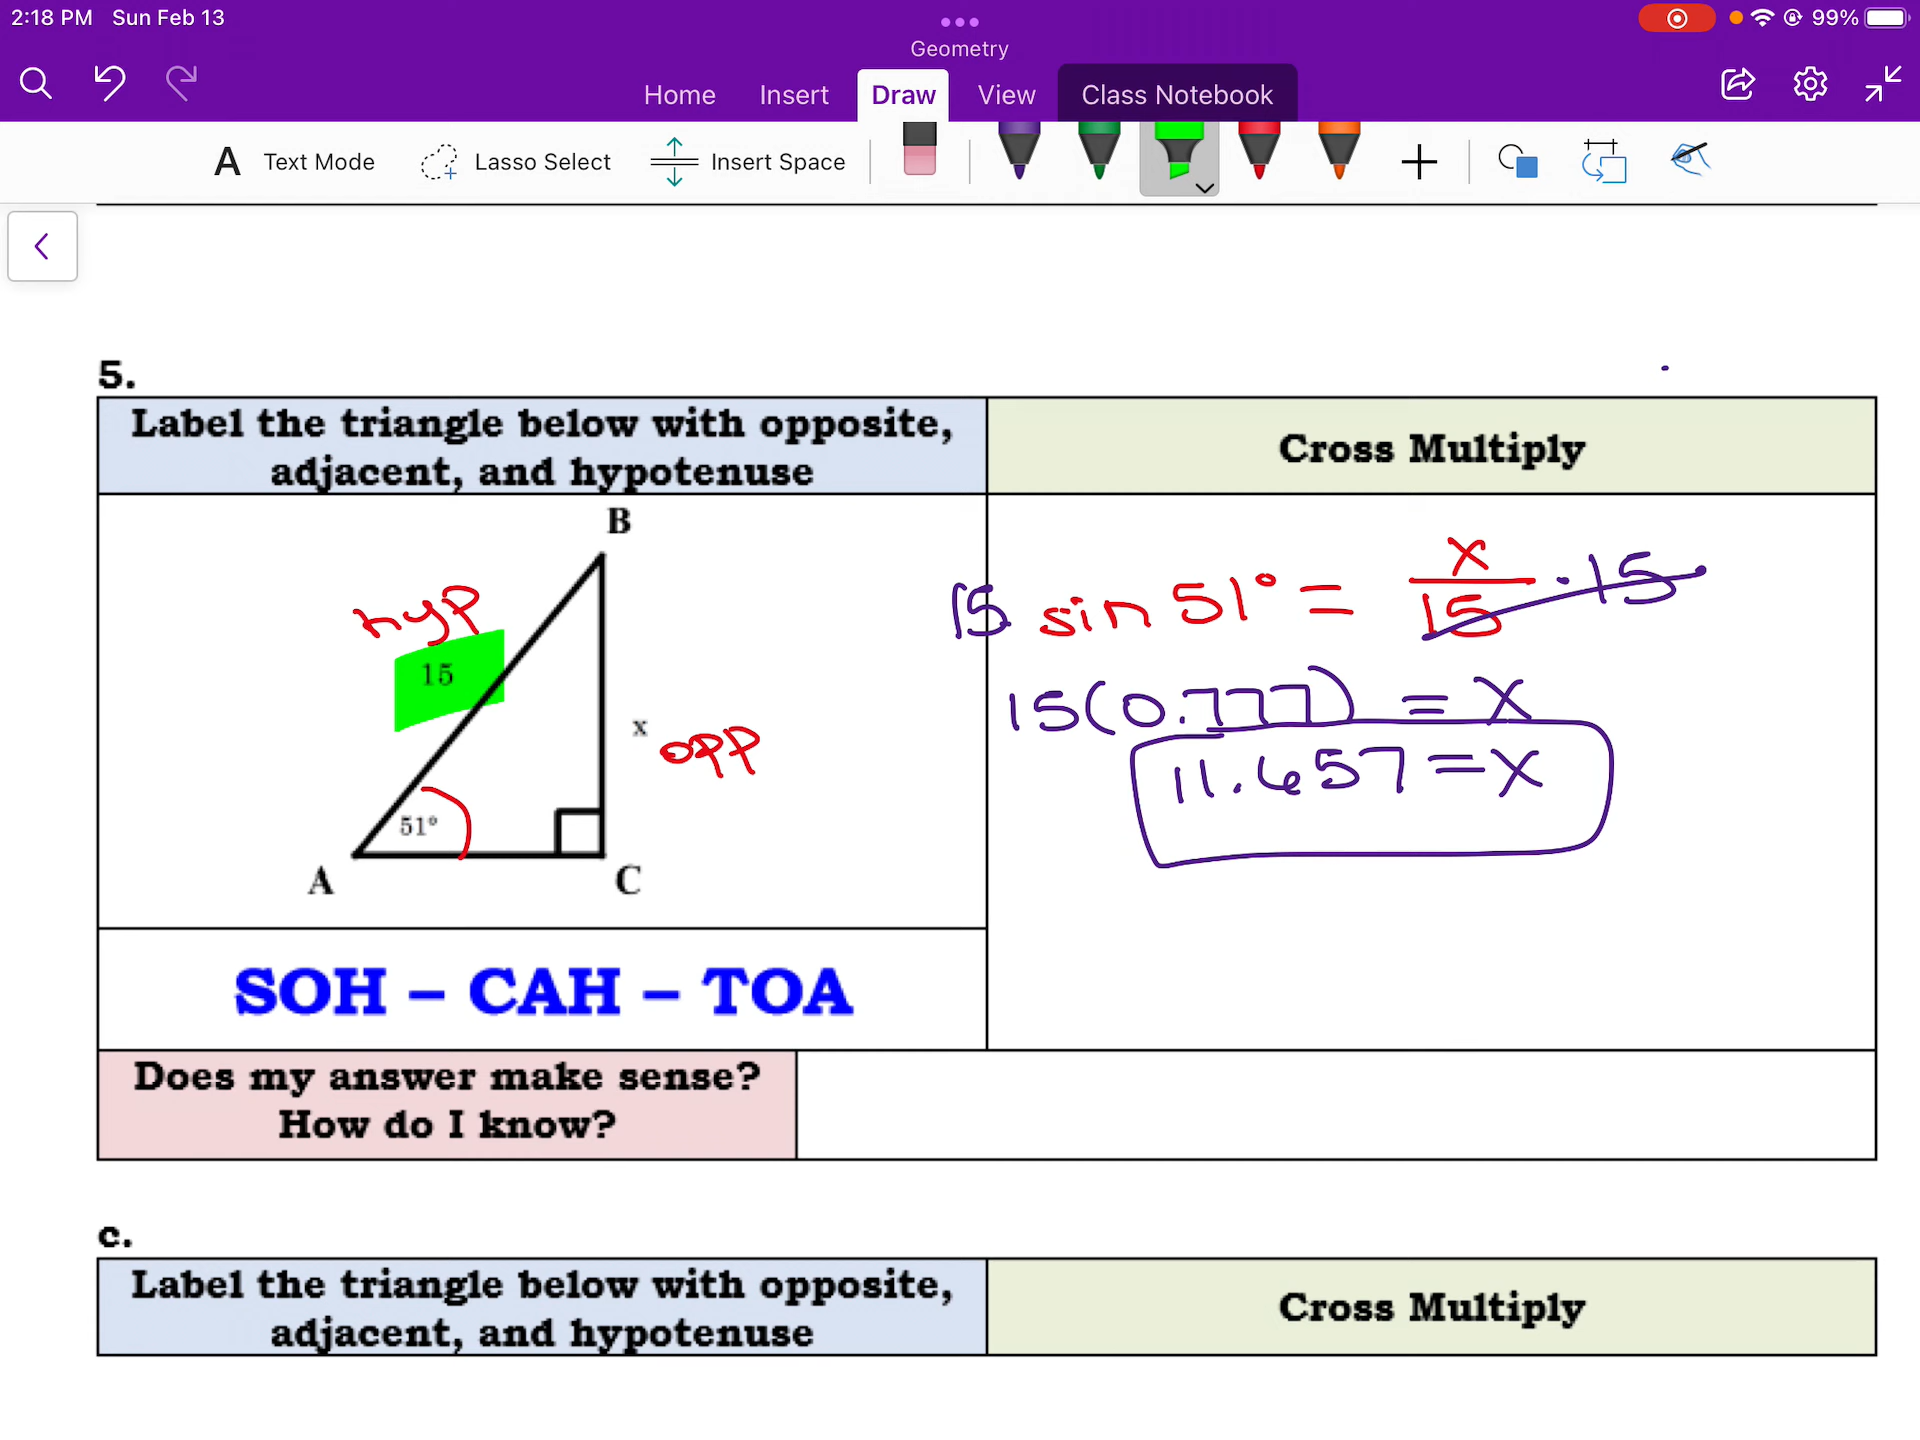 2:18 PM Sun Feb 13
99%
Geometry
Home Insert Draw View Class Notebook
A Text Mode Lasso Select Insert Space
5.
Label the triangle below with opposite,
adjacent, and hypotenuse
Cross Multiply
B
hyp
15
x
opp
51°
A
C
15 sin 51° = x/15 · 15
15(0.777) = x
11.657 = x
SOH – CAH – TOA
Does my answer make sense?
How do I know?
c.
Label the triangle below with opposite,
adjacent, and hypotenuse
Cross Multiply